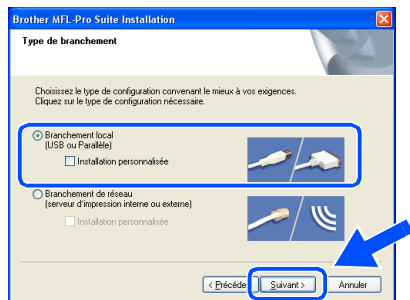 Brother MFL-Pro Suite Installation
Type de branchement
Choisissez le type de configuration convenant le mieux à vos exigences.
Cliquez sur le type de configuration nécessaire.
Branchement local
(USB ou Parallèle)
Installation personnalisée
Branchement de réseau
(serveur d'impression interne ou externe)
Installation personnalisée
< Précéde Suivant > Annuler